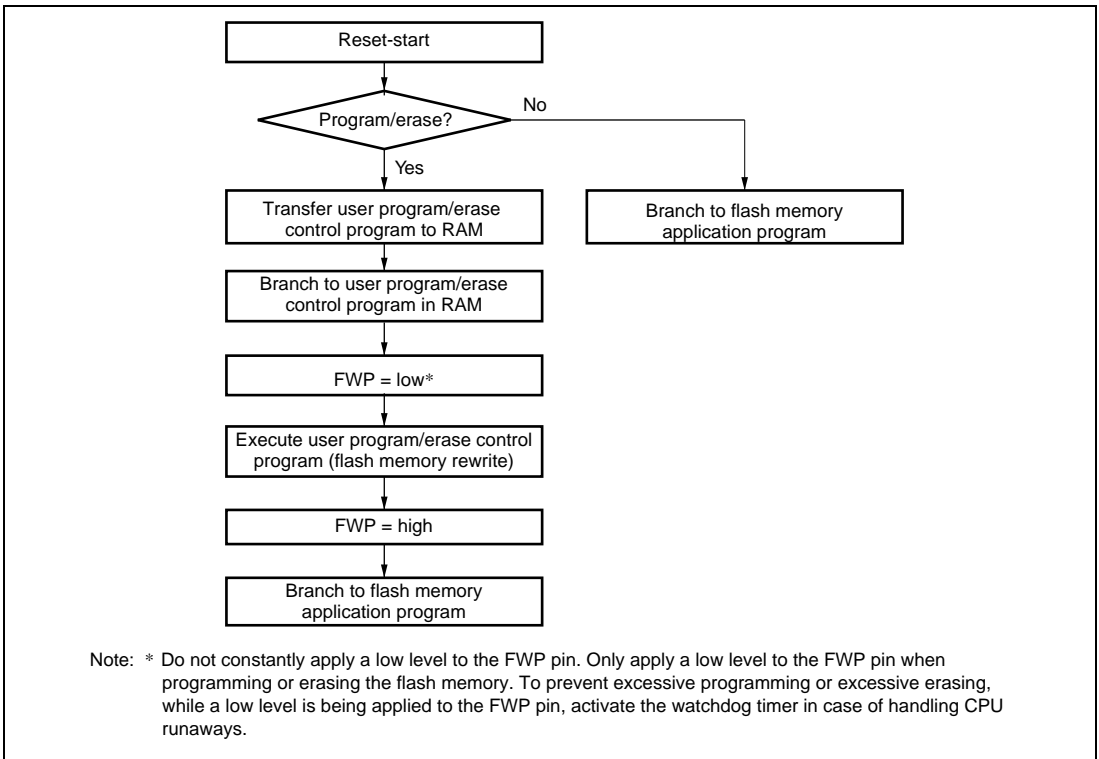 Reset-start
Program/erase?
No
Yes
Transfer user program/erase
control program to RAM
Branch to flash memory
application program
Branch to user program/erase
control program in RAM
FWP = low*
Execute user program/erase control
program (flash memory rewrite)
FWP = high
Branch to flash memory
application program
Note: * Do not constantly apply a low level to the FWP pin. Only apply a low level to the FWP pin when
programming or erasing the flash memory. To prevent excessive programming or excessive erasing,
while a low level is being applied to the FWP pin, activate the watchdog timer in case of handling CPU
runaways.